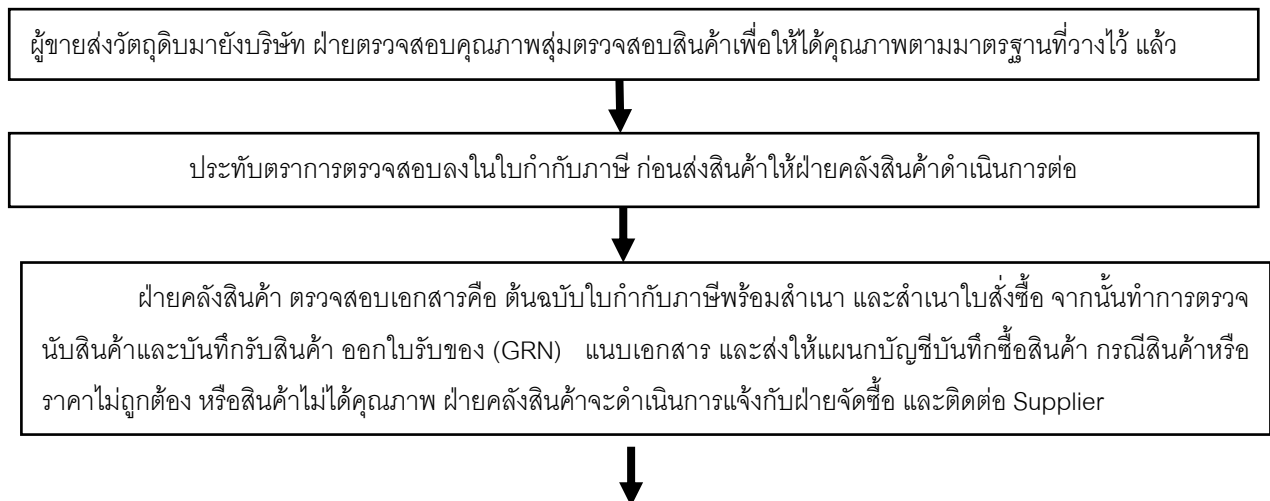 ผู้ขายส่งวัตถุดิบมายังบริษัท ฝ่ายตรวจสอบคุณภาพสุ่มตรวจสอบสินค้าเพื่อให้ได้คุณภาพตามมาตรฐานที่วางไว้ แล้ว
ประทับตราการตรวจสอบลงในใบกำกับภาษี ก่อนส่งสินค้าให้ฝ่ายคลังสินค้าดำเนินการต่อ
ฝ่ายคลังสินค้า ตรวจสอบเอกสารคือ ต้นฉบับใบกำกับภาษีพร้อมสำเนา และสำเนาใบสั่งซื้อ จากนั้นทำการตรวจ
นับสินค้าและบันทึกรับสินค้า ออกใบรับของ (GRN) แนบเอกสาร และส่งให้แผนกบัญชีบันทึกซื้อสินค้า กรณีสินค้าหรือ
ราคาไม่ถูกต้อง หรือสินค้าไม่ได้คุณภาพ ฝ่ายคลังสินค้าจะดำเนินการแจ้งกับฝ่ายจัดซื้อ และติดต่อ Supplier